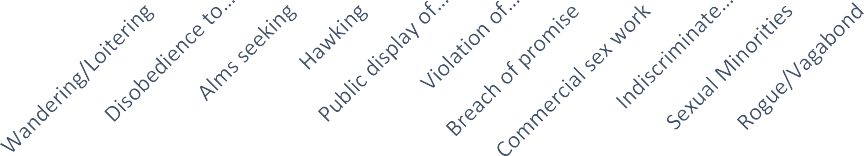 Wandering/Loitering
Disobedience to...
Alms seeking
Hawking
Public display of...
Violation of...
Breach of promise
Commercial sex work
Indiscriminate...
Sexual Minorities
Rogue/Vagabond